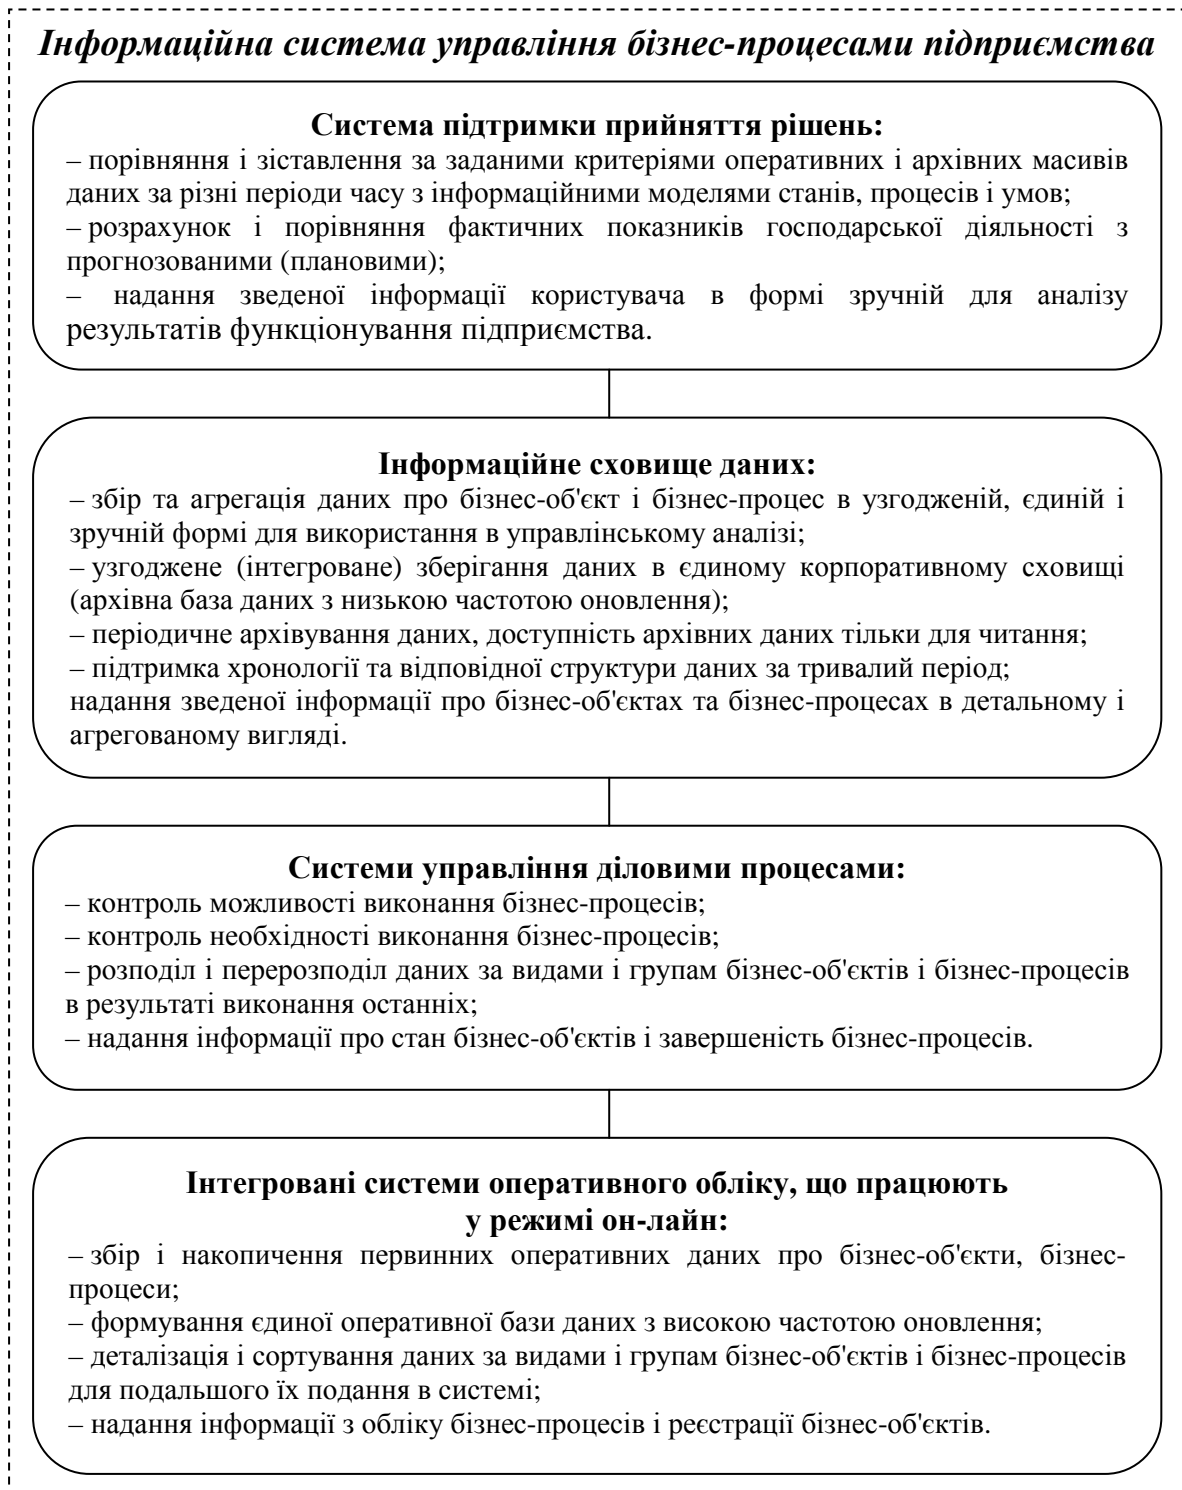 Інформаційна система управління бізнес-процесами підприємства
Система підтримки прийняття рішень:
– порівняння і зіставлення за заданими критеріями оперативних і архівних масивів
даних за різні періоди часу з інформаційними моделями станів, процесів і умов;
– розрахунок і порівняння фактичних показників господарської діяльності з
прогнозованими (плановими);
– надання зведеної інформації користувача в формі зручній для аналізу
результатів функціонування підприємства.
Інформаційне сховище даних:
– збір та агрегація даних про бізнес-об'єкт і бізнес-процес в узгодженій, єдиній і
зручній формі для використання в управлінському аналізі;
– узгоджене (інтегроване) зберігання даних в єдиному корпоративному сховищі
(архівна база даних з низькою частотою оновлення);
– періодичне архівування даних, доступність архівних даних тільки для читання;
– підтримка хронології та відповідної структури даних за тривалий період;
надання зведеної інформації про бізнес-об'єктах та бізнес-процесах в детальному і
агрегованому вигляді.
Системи управління діловими процесами:
– контроль можливості виконання бізнес-процесів;
– контроль необхідності виконання бізнес-процесів;
– розподіл і перерозподіл даних за видами і групам бізнес-об'єктів і бізнес-процесів
в результаті виконання останніх;
– надання інформації про стан бізнес-об'єктів і завершеність бізнес-процесів.
Інтегровані системи оперативного обліку, що працюють
у режимі он-лайн:
– збір і накопичення первинних оперативних даних про бізнес-об'єкти, бізнес-
процеси;
– формування єдиної оперативної бази даних з високою частотою оновлення;
– деталізація і сортування даних за видами і групам бізнес-об'єктів і бізнес-процесів
для подальшого їх подання в системі;
– надання інформації з обліку бізнес-процесів і реєстрації бізнес-об'єктів.